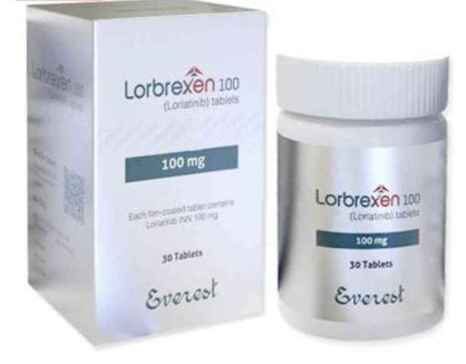 Lorbrexen 100
(Lorlatinib) tablets
100 mg
Each film-coated tablet contains
Lorlatinib INN 100 mg
30 Tablets
Everest
Lorbrexen 100
(Lorlatinib) tablets
100 mg
30 Tablets
Everest